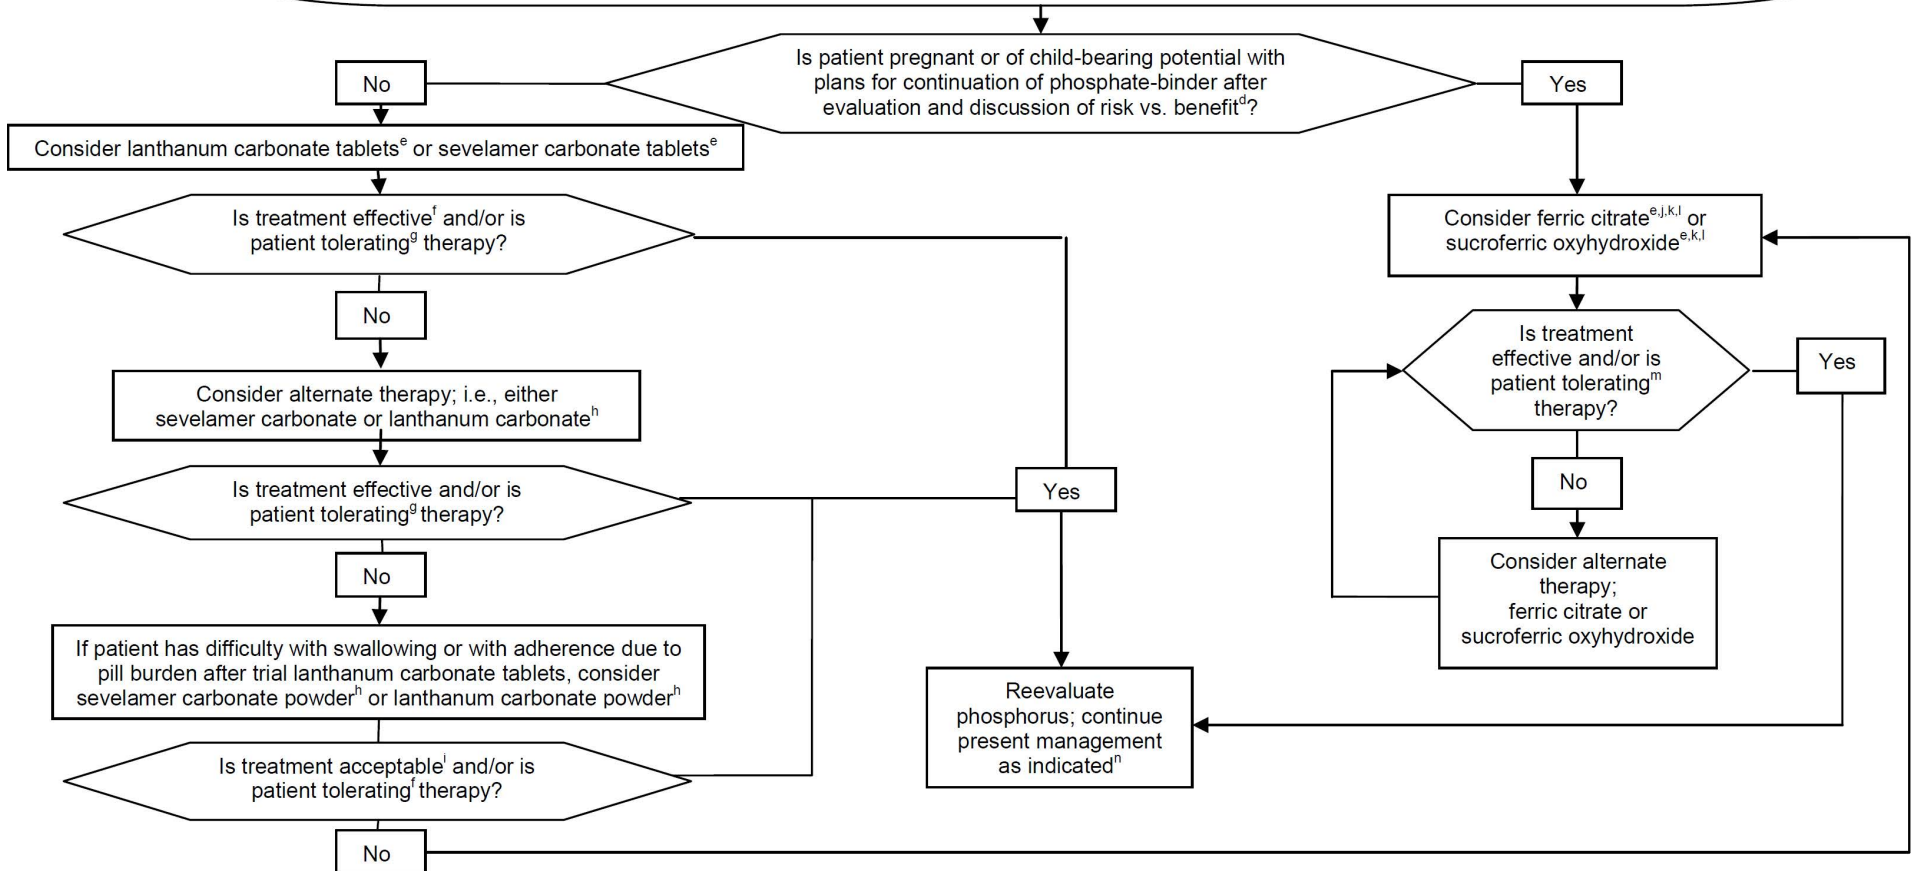 Is patient pregnant or of child-bearing potential with
plans for continuation of phosphate-binder after
evaluation and discussion of risk vs. benefitᵈ?
No
Yes
Consider lanthanum carbonate tabletsᵉ or sevelamer carbonate tabletsᵉ
Is treatment effectiveᶠ and/or is
patient toleratingᵍ therapy?
No
Consider alternate therapy; i.e., either
sevelamer carbonate or lanthanum carbonateʰ
Is treatment effective and/or is
patient toleratingᵍ therapy?
Yes
No
If patient has difficulty with swallowing or with adherence due to
pill burden after trial lanthanum carbonate tablets, consider
sevelamer carbonate powderʰ or lanthanum carbonate powderʰ
Is treatment acceptableⁱ and/or is
patient toleratingᶠ therapy?
No
Consider ferric citrateᵉ,ʲ,ᵏ,ˡ or
sucroferric oxyhydroxideᵉ,ᵏ,ˡ
Is treatment
effective and/or is
patient toleratingᵐ
therapy?
Yes
No
Consider alternate
therapy;
ferric citrate or
sucroferric oxyhydroxide
Reevaluate
phosphorus; continue
present management
as indicatedⁿ